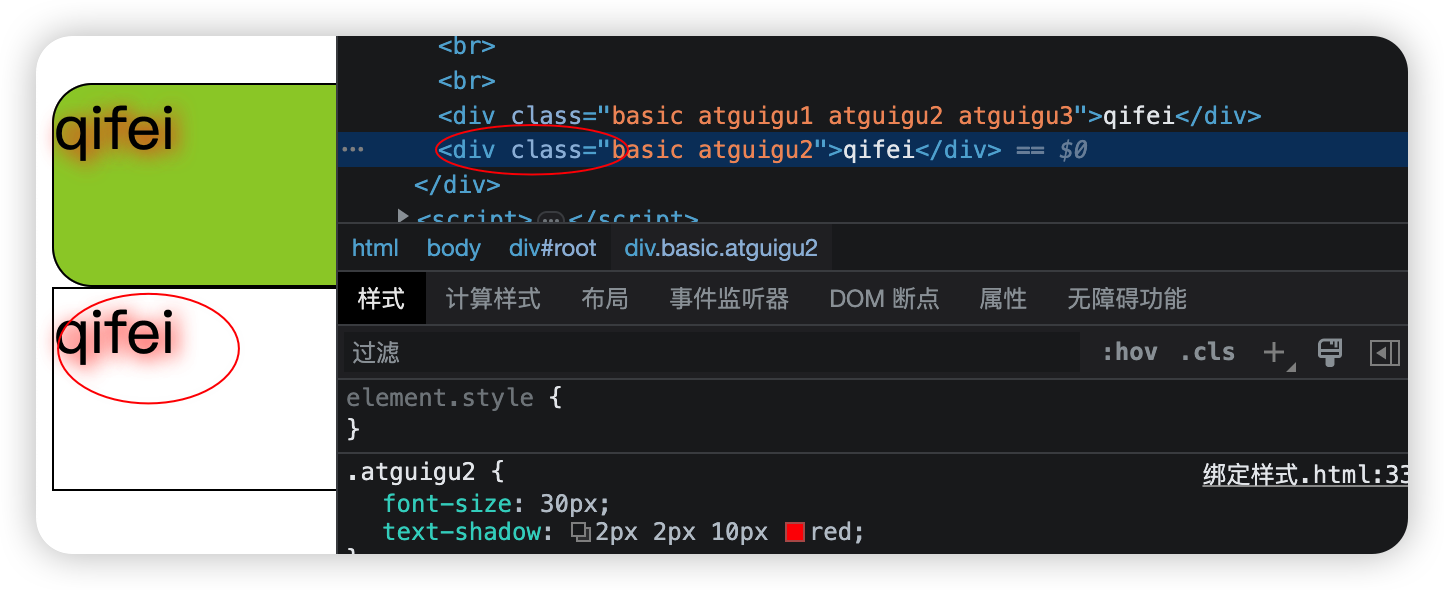 qifei
qifei
<br>
<br>
<div class="basic atguigu1 atguigu2 atguigu3">qifei</div>
<div class="basic atguigu2">qifei</div> == $0
</div>
<script>…</script>
html body div#root div.basic.atguigu2
样式 计算样式 布局 事件监听器 DOM 断点 属性 无障碍功能
过滤 :hov .cls
element.style {
}
.atguigu2 { 绑定样式.html:33
font-size: 30px;
text-shadow: 2px 2px 10px red;
}